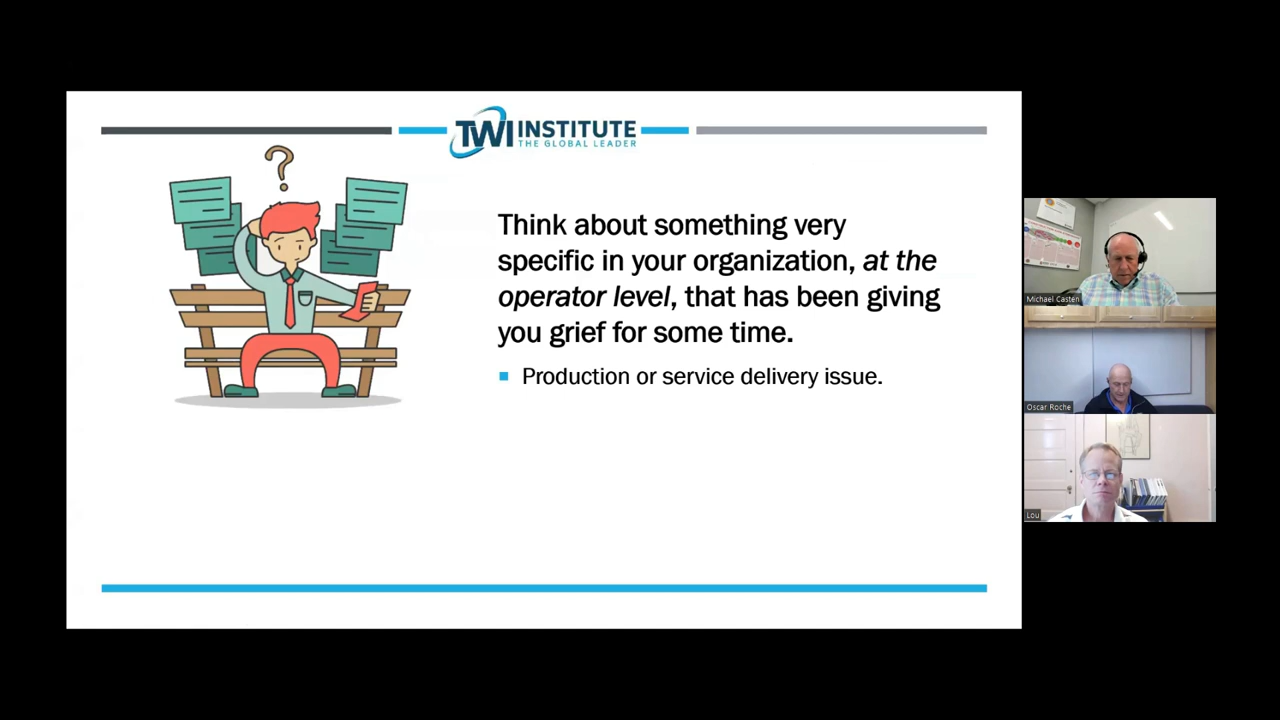 TWI INSTITUTE
THE GLOBAL LEADER
?
Think about something very
specific in your organization, at the
operator level, that has been giving
you grief for some time.
Production or service delivery issue.
Michael Casten
Oscar Roche
Lou